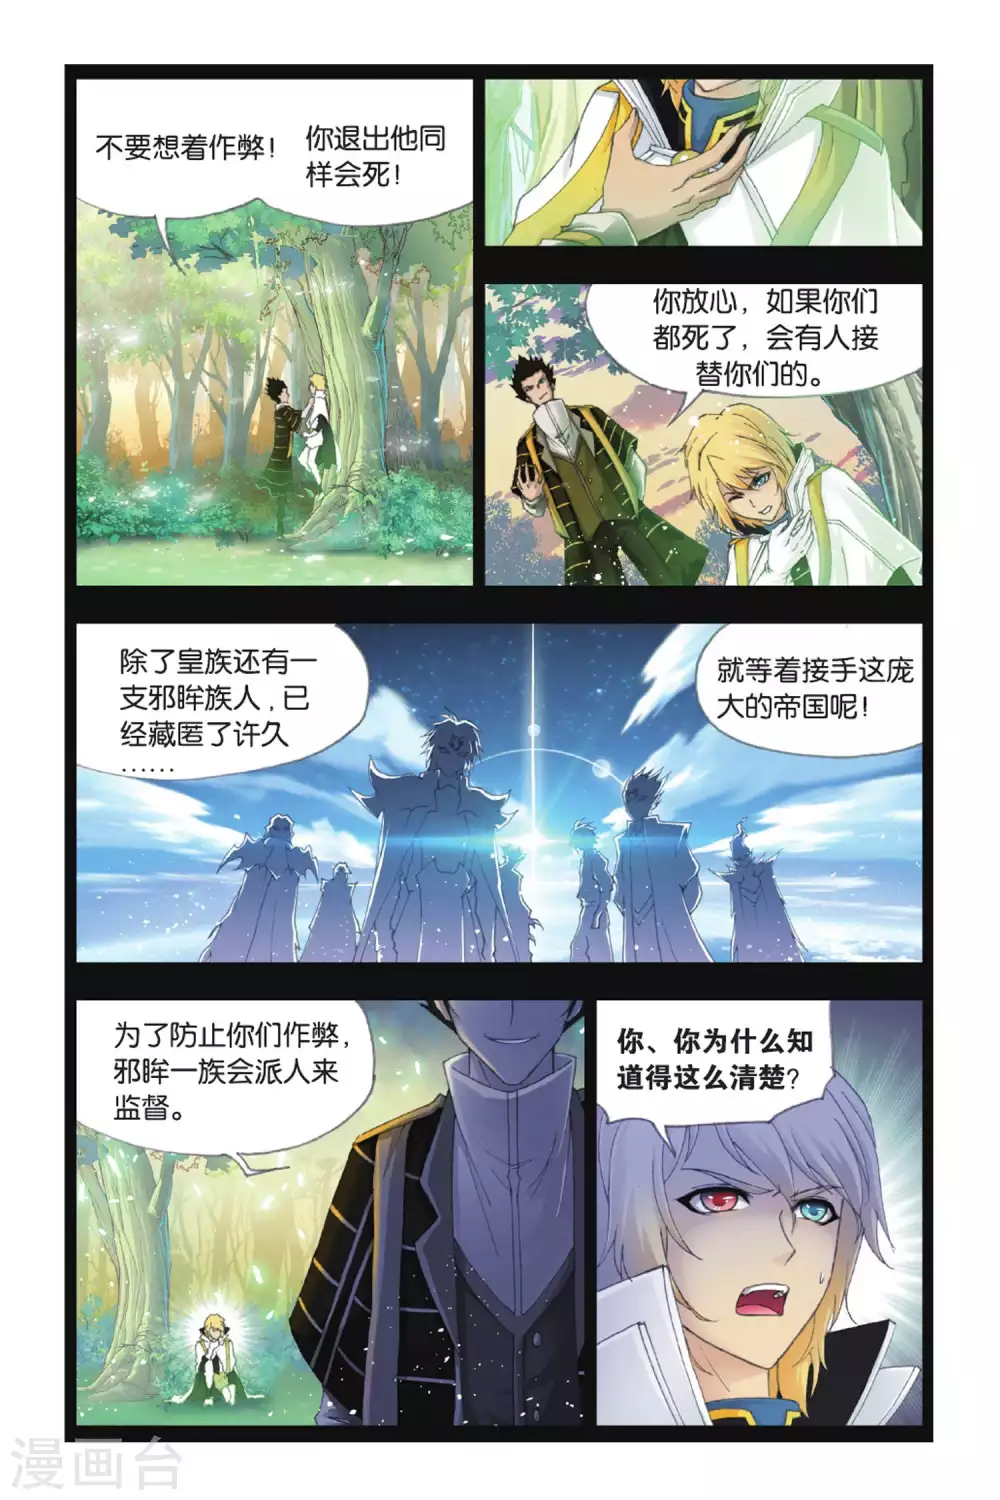 不要想着作弊！
你退出他同
样会死！
你放心，如果你们
都死了，会有人接
替你们的。
除了皇族还有一
支邪眸族人，已
经藏匿了许久
……
就等着接手这庞
大的帝国呢！
为了防止你们作弊，
邪眸一族会派人来
监督。
你、你为什么知
道得这么清楚？
漫画台